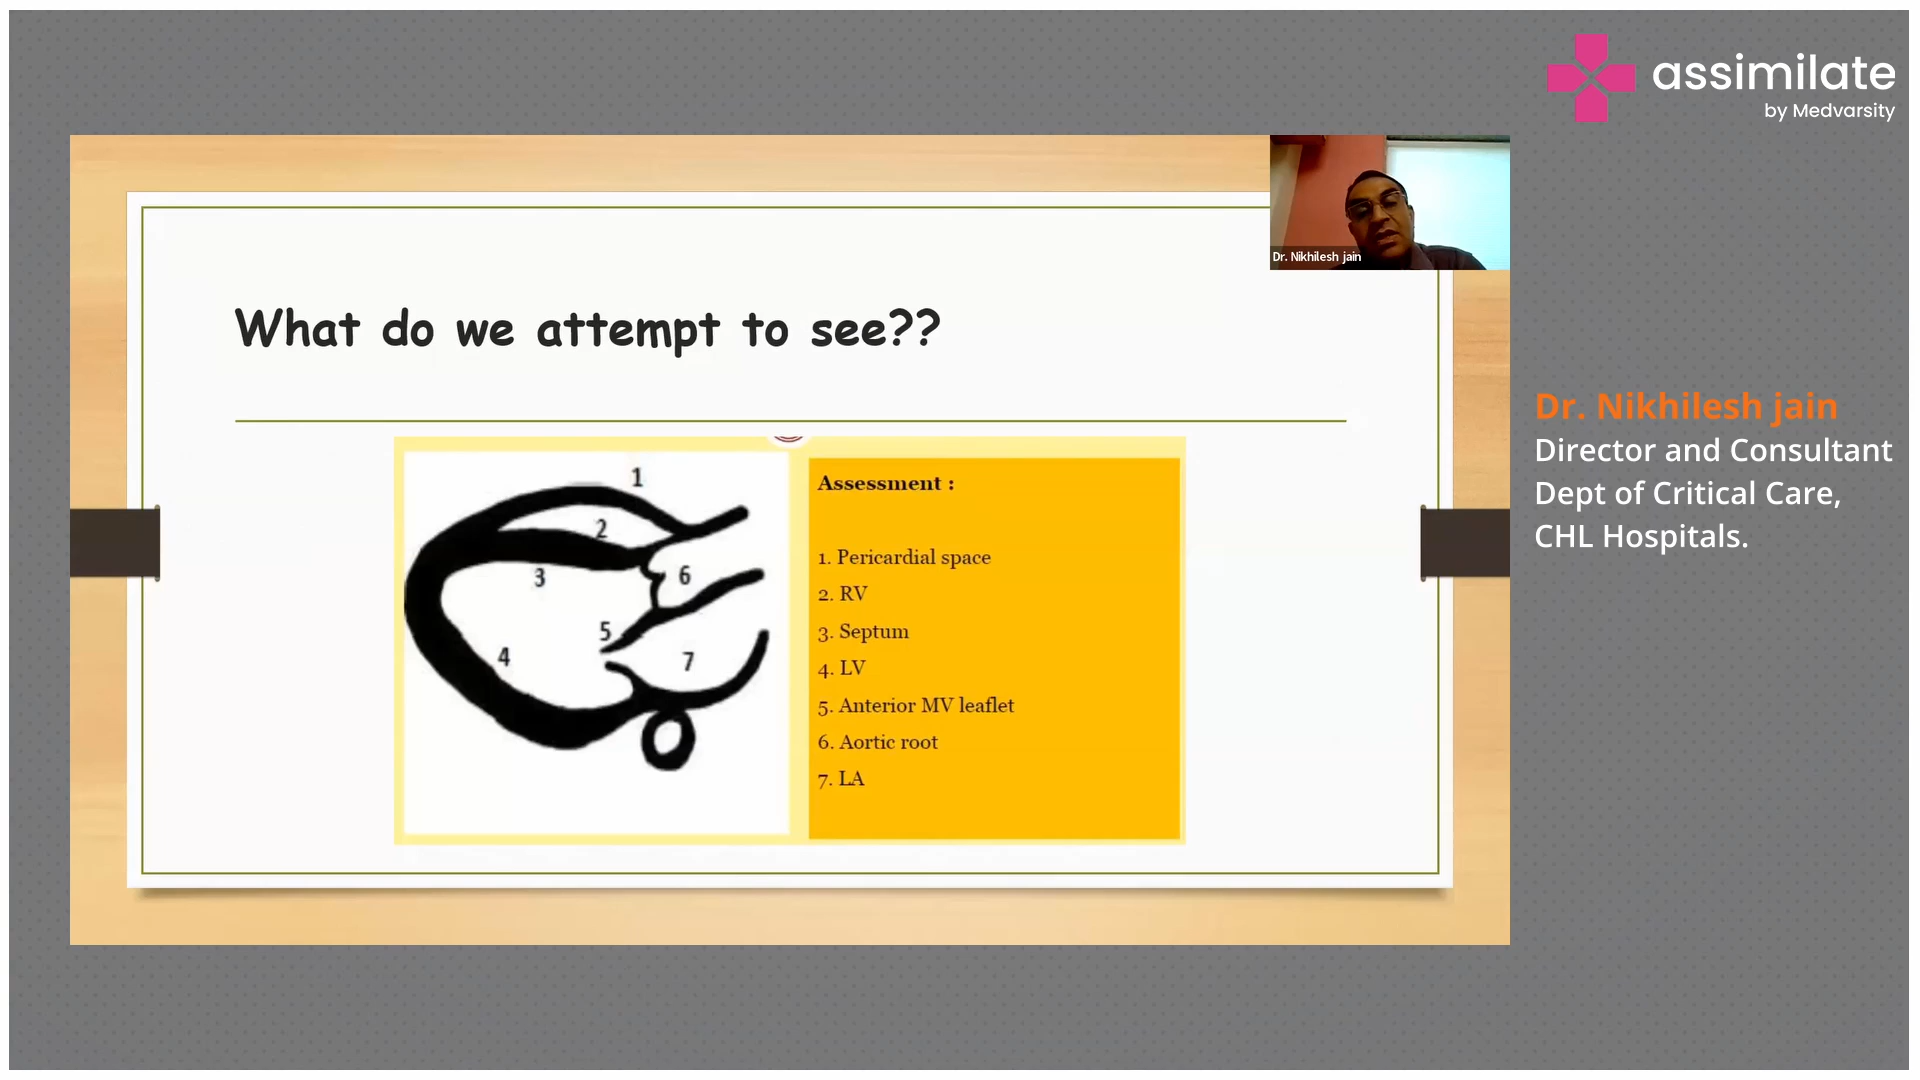 assimilate
by Medvarsity
Dr. Nikhilesh jain
What do we attempt to see??
1
2
3
6
5
4
7
Assessment :
1. Pericardial space
2. RV
3. Septum
4. LV
5. Anterior MV leaflet
6. Aortic root
7. LA
Dr. Nikhilesh jain
Director and Consultant
Dept of Critical Care,
CHL Hospitals.